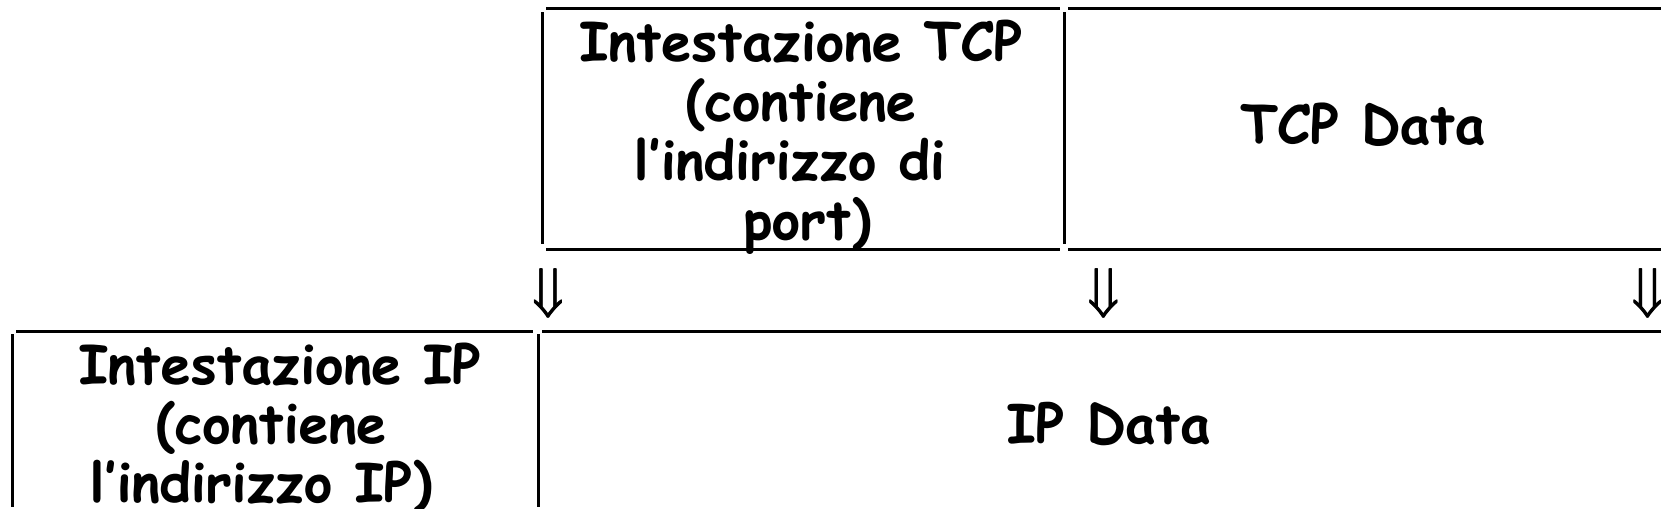 Intestazione TCP
(contiene
l'indirizzo di
port)
TCP Data
⇓ ⇓ ⇓
Intestazione IP
(contiene
l'indirizzo IP)
IP Data